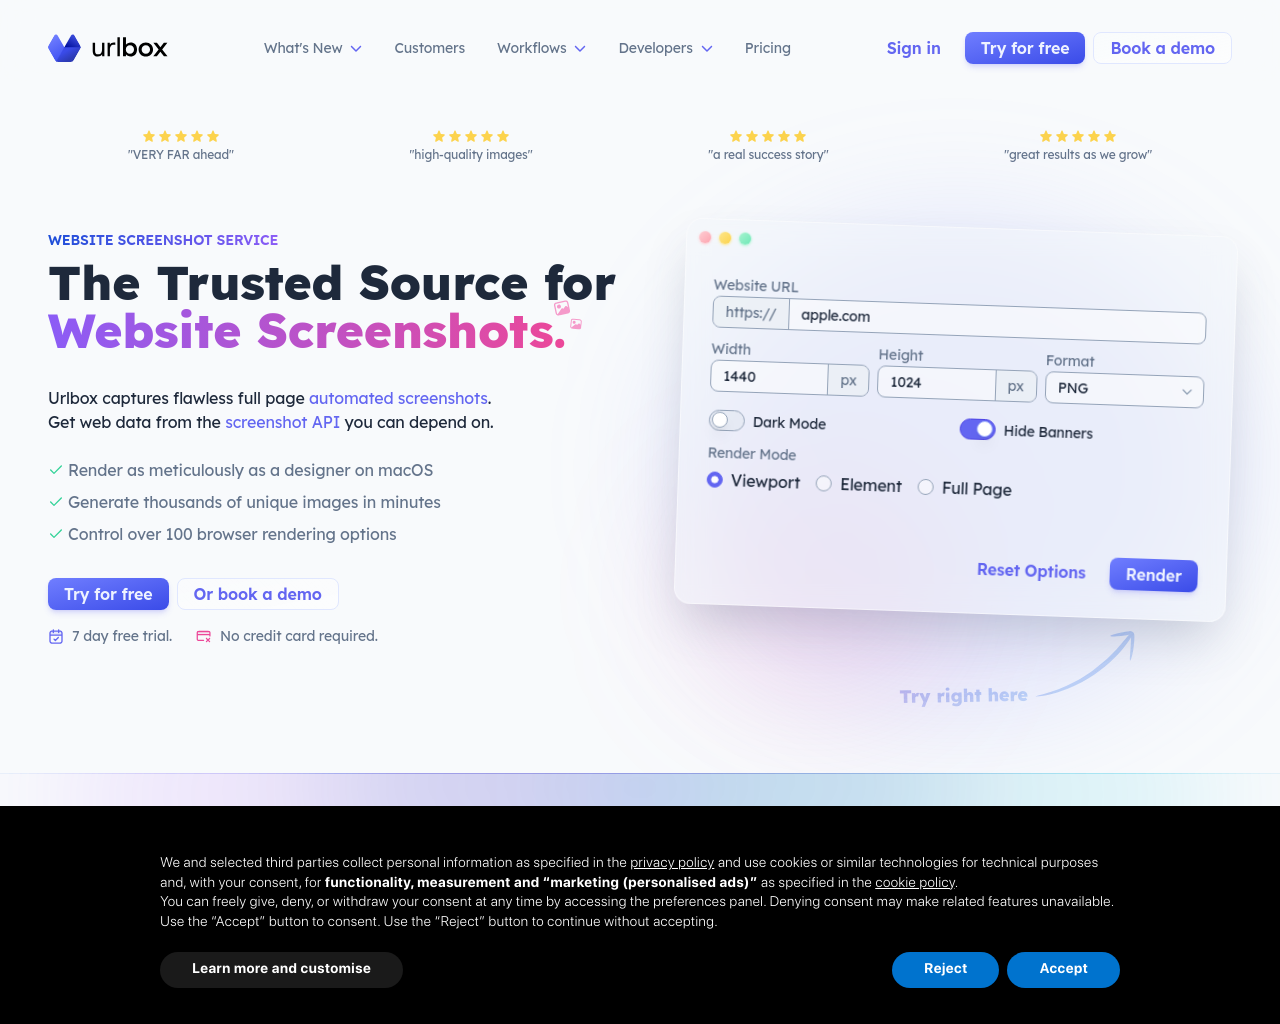 urlbox
What's New
Customers
Workflows
Developers
Pricing
Sign in
Try for free
Book a demo
"VERY FAR ahead"
"high-quality images"
"a real success story"
"great results as we grow"
WEBSITE SCREENSHOT SERVICE
The Trusted Source for
Website Screenshots.
Urlbox captures flawless full page automated screenshots.
Get web data from the screenshot API you can depend on.
Render as meticulously as a designer on macOS
Generate thousands of unique images in minutes
Control over 100 browser rendering options
Try for free
Or book a demo
7 day free trial.
No credit card required.
Website URL
https://
apple.com
Width
Height
Format
1440 px
1024 px
PNG
Dark Mode
Hide Banners
Render Mode
Viewport
Element
Full Page
Reset Options
Render
Try right here
We and selected third parties collect personal information as specified in the privacy policy and use cookies or similar technologies for technical purposes
and, with your consent, for functionality, measurement and “marketing (personalised ads)” as specified in the cookie policy.
You can freely give, deny, or withdraw your consent at any time by accessing the preferences panel. Denying consent may make related features unavailable.
Use the “Accept” button to consent. Use the “Reject” button to continue without accepting.
Learn more and customise
Reject
Accept